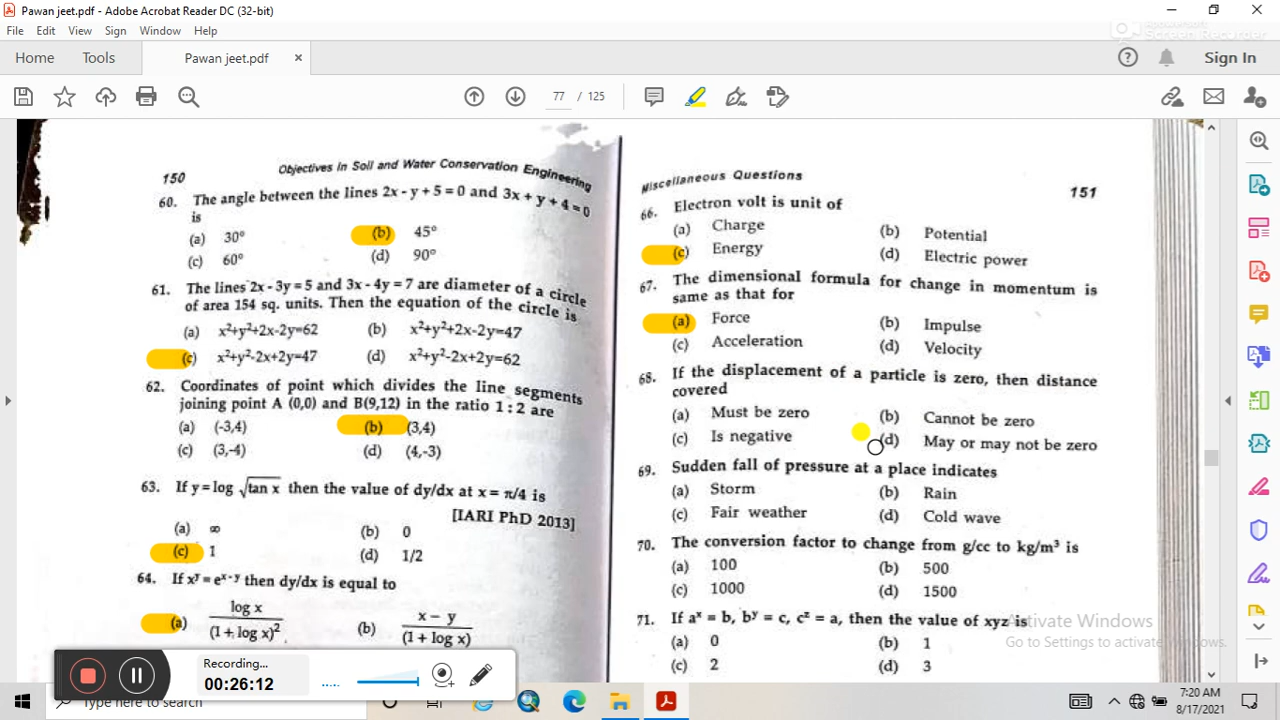 Pawan jeet.pdf - Adobe Acrobat Reader DC (32-bit)
File Edit View Sign Window Help
Home Tools Pawan jeet.pdf × Sign In
77 / 125
150 Objectives in Soil and Water Conservation Engineering
60. The angle between the lines 2x - y + 5 = 0 and 3x + y + 4 = 0
is
(a) 30° (b) 45°
(c) 60° (d) 90°
61. The lines 2x - 3y = 5 and 3x - 4y = 7 are diameter of a circle
of area 154 sq. units. Then the equation of the circle is
(a) x²+y²+2x-2y=62 (b) x²+y²+2x-2y=47
(c) x²+y²-2x+2y=47 (d) x²+y²-2x+2y=62
62. Coordinates of point which divides the line segments
joining point A (0,0) and B(9,12) in the ratio 1 : 2 are
(a) (-3,4) (b) (3,4)
(c) (3,-4) (d) (4,-3)
63. If y = log √tan x then the value of dy/dx at x = π/4 is
[IARI PhD 2013]
(a) ∞ (b) 0
(c) 1 (d) 1/2
64. If xʸ = eˣ⁻ʸ then dy/dx is equal to
(a) log x / (1 + log x)² (b) x - y / (1 + log x)
Miscellaneous Questions 151
66. Electron volt is unit of
(a) Charge (b) Potential
(c) Energy (d) Electric power
67. The dimensional formula for change in momentum is
same as that for
(a) Force (b) Impulse
(c) Acceleration (d) Velocity
68. If the displacement of a particle is zero, then distance
covered
(a) Must be zero (b) Cannot be zero
(c) Is negative (d) May or may not be zero
69. Sudden fall of pressure at a place indicates
(a) Storm (b) Rain
(c) Fair weather (d) Cold wave
70. The conversion factor to change from g/cc to kg/m³ is
(a) 100 (b) 500
(c) 1000 (d) 1500
71. If aˣ = b, bʸ = c, cᶻ = a, then the value of xyz is
(a) 0 (b) 1
(c) 2 (d) 3
Activate Windows
Go to Settings to activate Windows.
Recording...
00:26:12
Type here to search
7:20 AM
8/17/2021
Screen Recorder